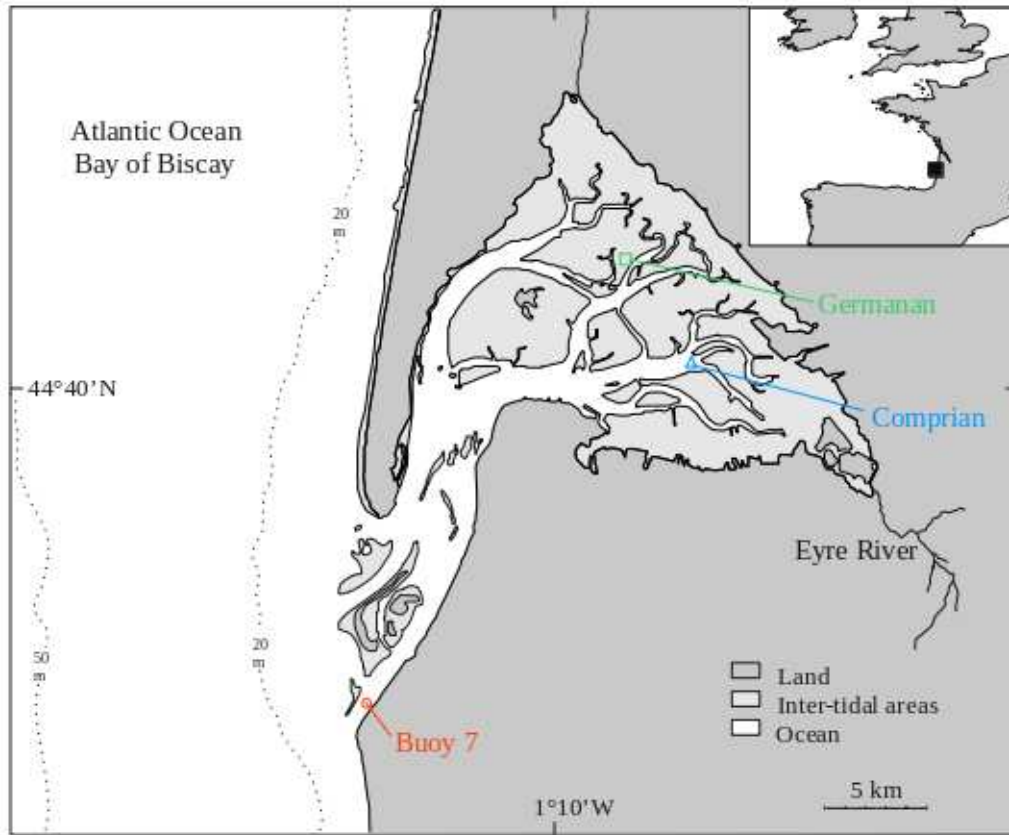 Atlantic Ocean
Bay of Biscay
20
m
Germanan
44°40’N
Comprian
Eyre River
50
m
20
m
Land
Inter-tidal areas
Ocean
Buoy 7
5 km
1°10’W